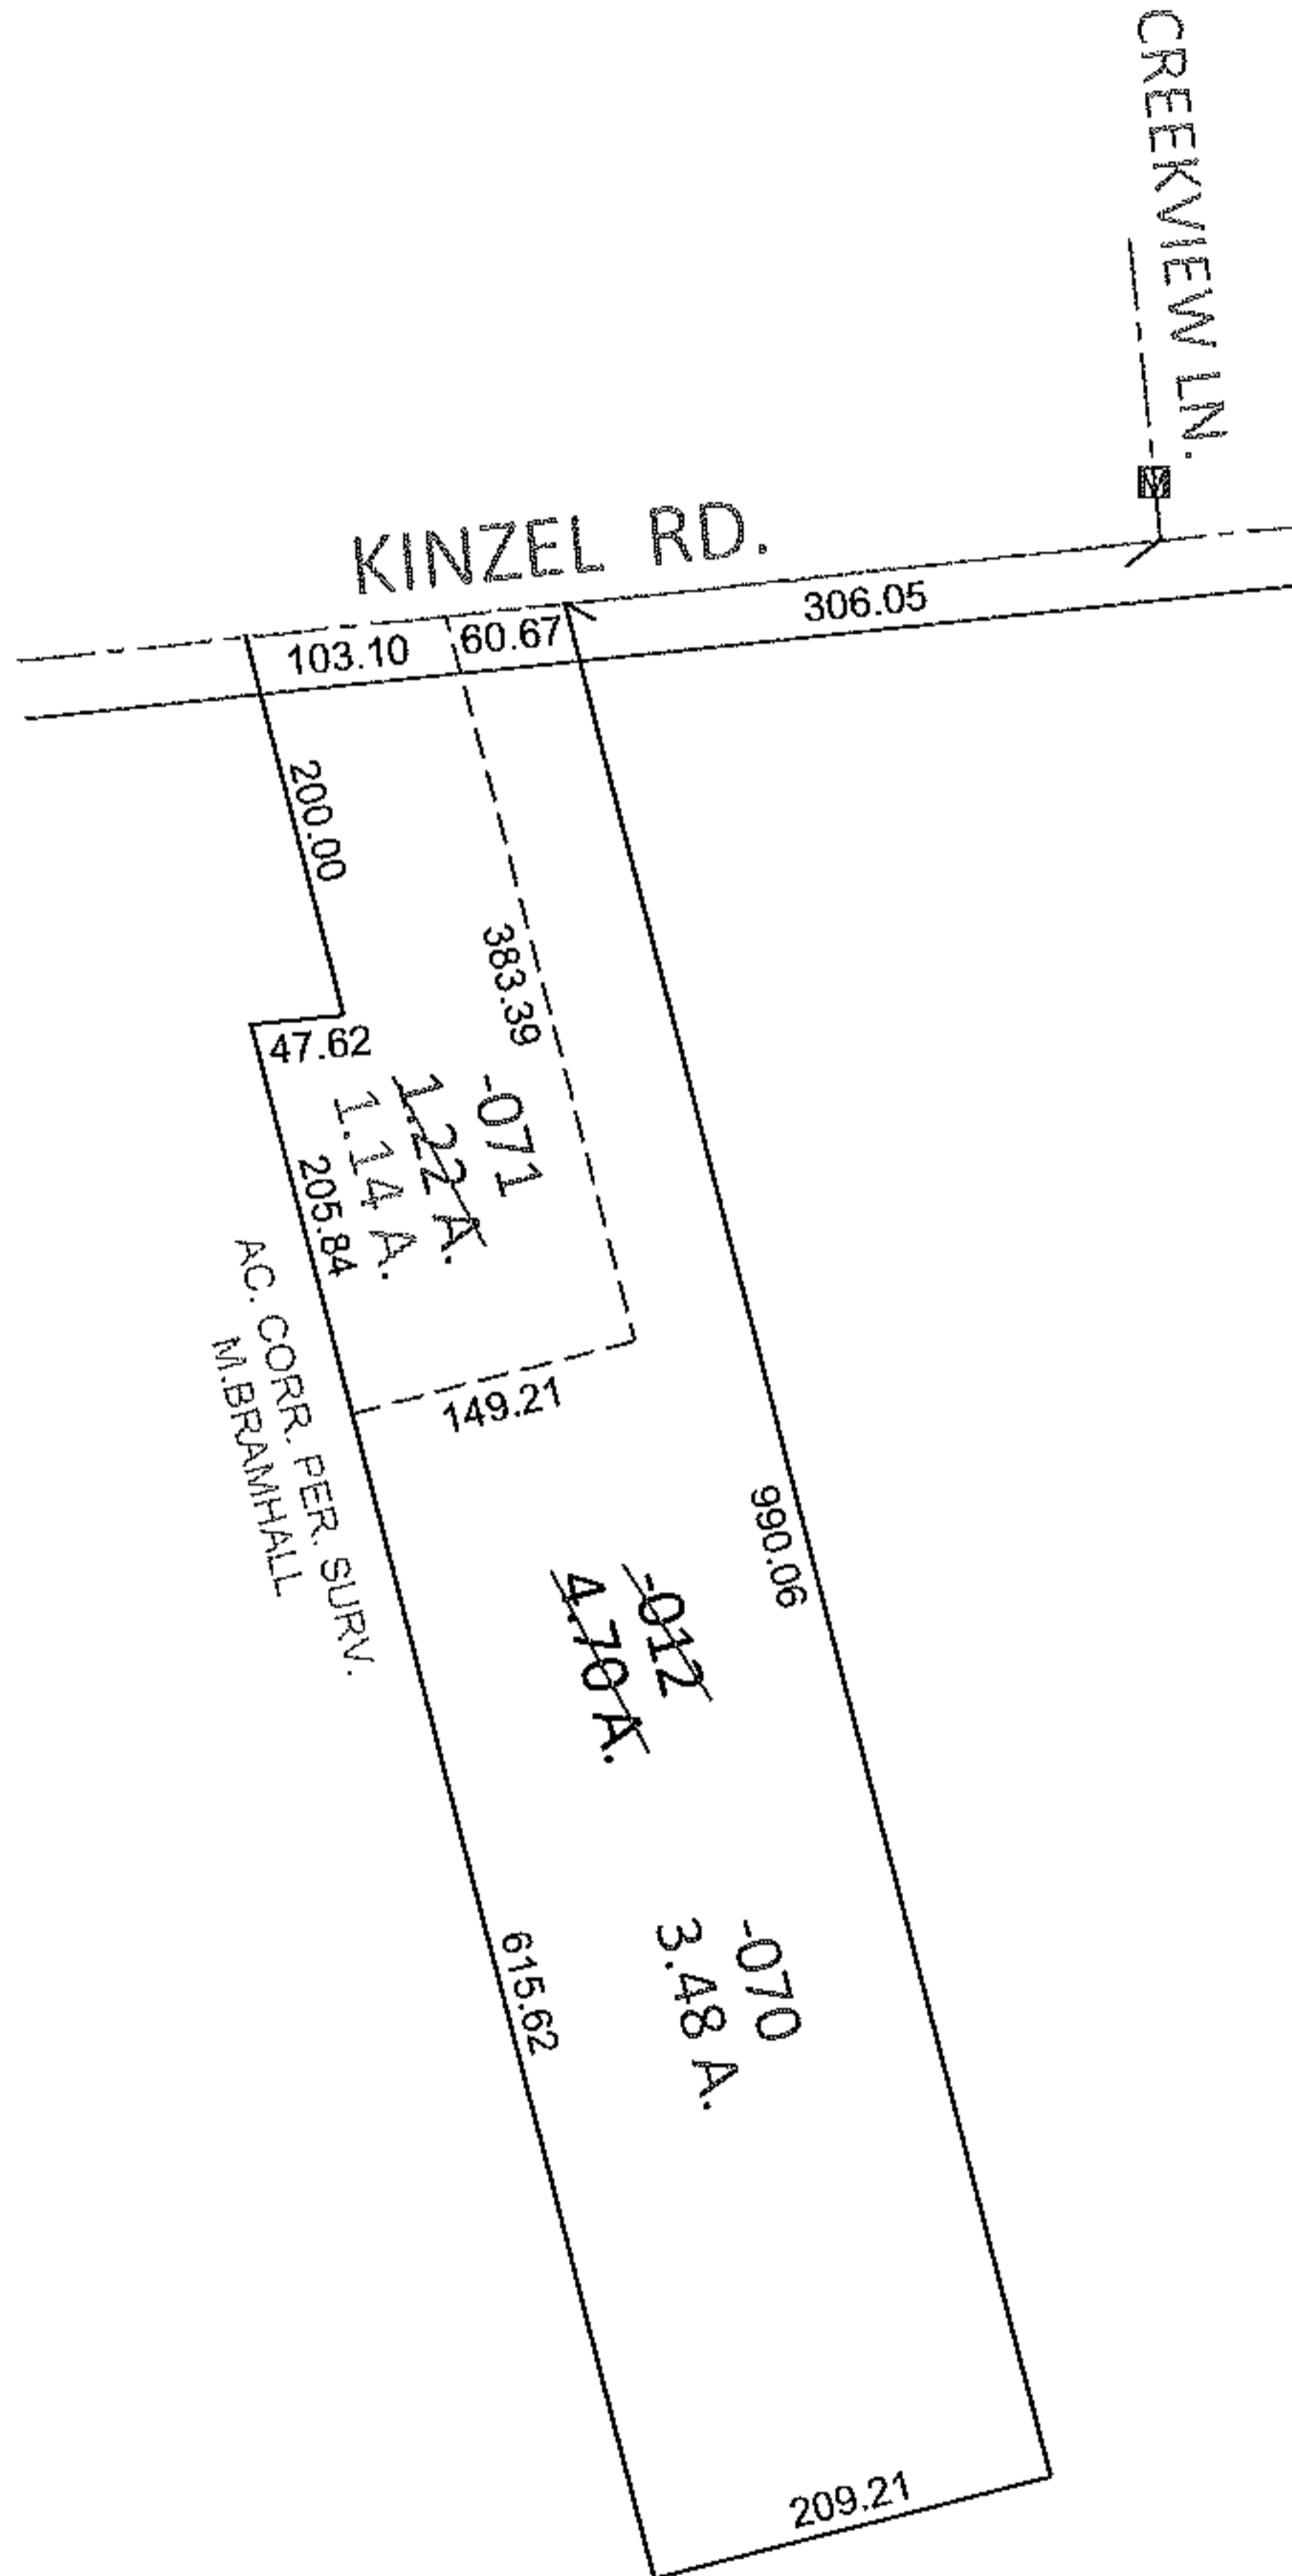 CREEKVIEW LN.
KINZEL RD.
306.05
60.67
103.10
200.00
383.39
47.62
-071
1.22 A.
1.14 A.
205.84
AC. CORR. PER. SURV.
M.BRAMHALL
149.21
990.06
-012
4.70 A.
-070
3.48 A.
615.62
209.21